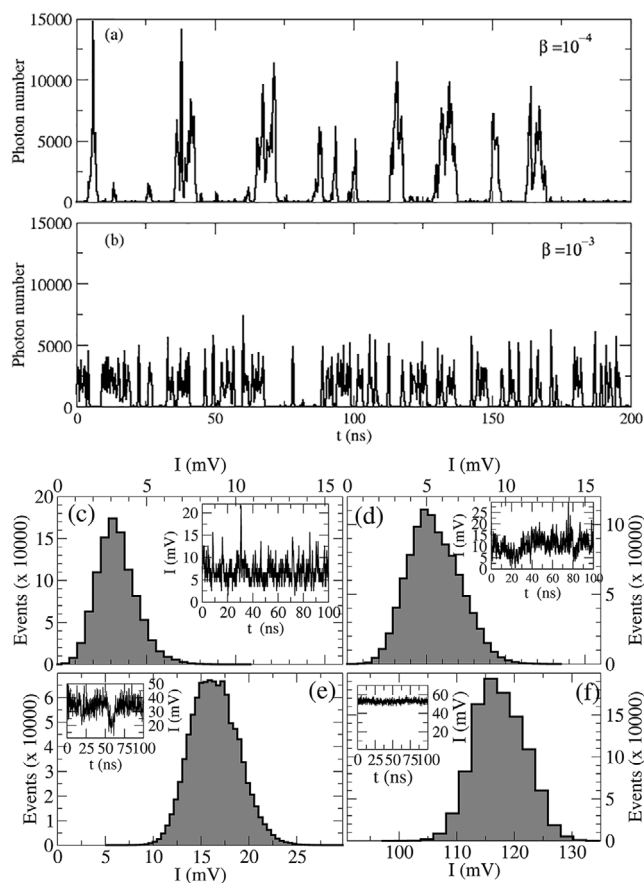 (a)
β=10⁻⁴
Photon number
15000
10000
5000
0
(b)
β=10⁻³
Photon number
15000
10000
5000
0
0 50 100 150 200
t (ns)
I (mV)
0 5 10 15
I (mV)
0 5 10 15
(c)
Events (x 10000)
20
15
10
5
0
I (mV)
20
15
10
5
0
0 20 40 60 80 100
t (ns)
(d)
Events (x 10000)
10
5
0
I (mV)
25
20
15
10
5
0
0 20 40 60 80 100
t (ns)
(e)
Events (x 10000)
6
5
4
3
2
1
0
I (mV)
50
40
30
20
0 25 50 75 100
t (ns)
0 5 10 15 20 25
I (mV)
(f)
Events (x 10000)
15
10
5
0
I (mV)
60
40
20
0
0 25 50 75 100
t (ns)
100 110 120 130
I (mV)